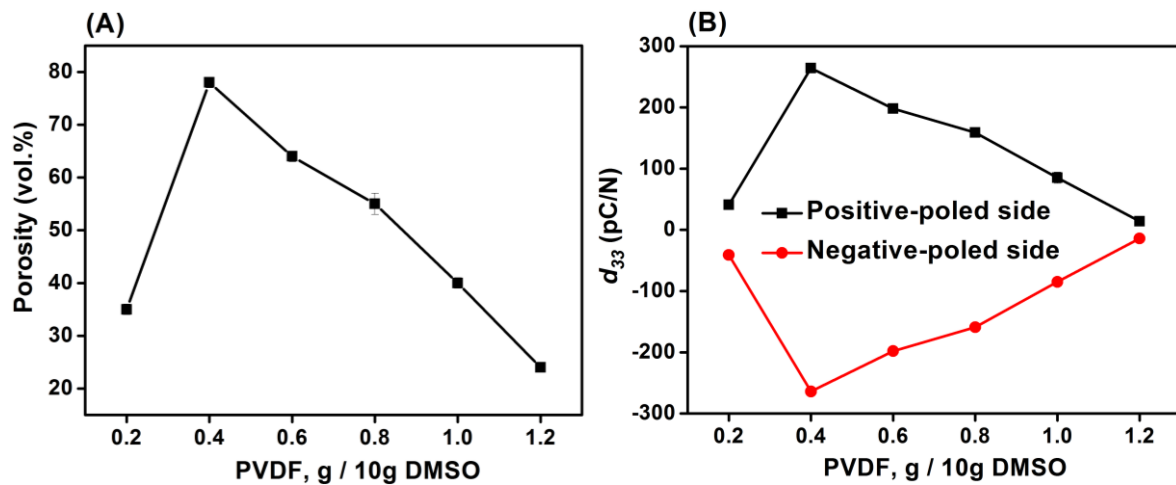 (A)
Porosity (vol.%)
80
70
60
50
40
30
20
0.2 0.4 0.6 0.8 1.0 1.2
PVDF, g / 10g DMSO
(B)
d33 (pC/N)
300
200
100
0
-100
-200
-300
Positive-poled side
Negative-poled side
0.2 0.4 0.6 0.8 1.0 1.2
PVDF, g / 10g DMSO